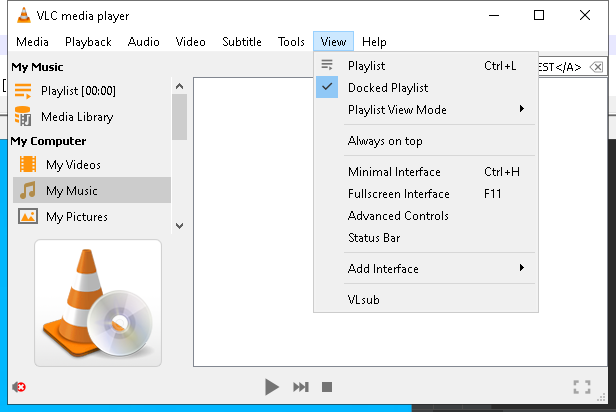 VLC media player
Media Playback Audio Video Subtitle Tools View Help
My Music
Playlist [00:00]
Media Library
My Computer
My Videos
My Music
My Pictures
EST</A>
[
Playlist Ctrl+L
Docked Playlist
Playlist View Mode
Always on top
Minimal Interface Ctrl+H
Fullscreen Interface F11
Advanced Controls
Status Bar
Add Interface
VLsub